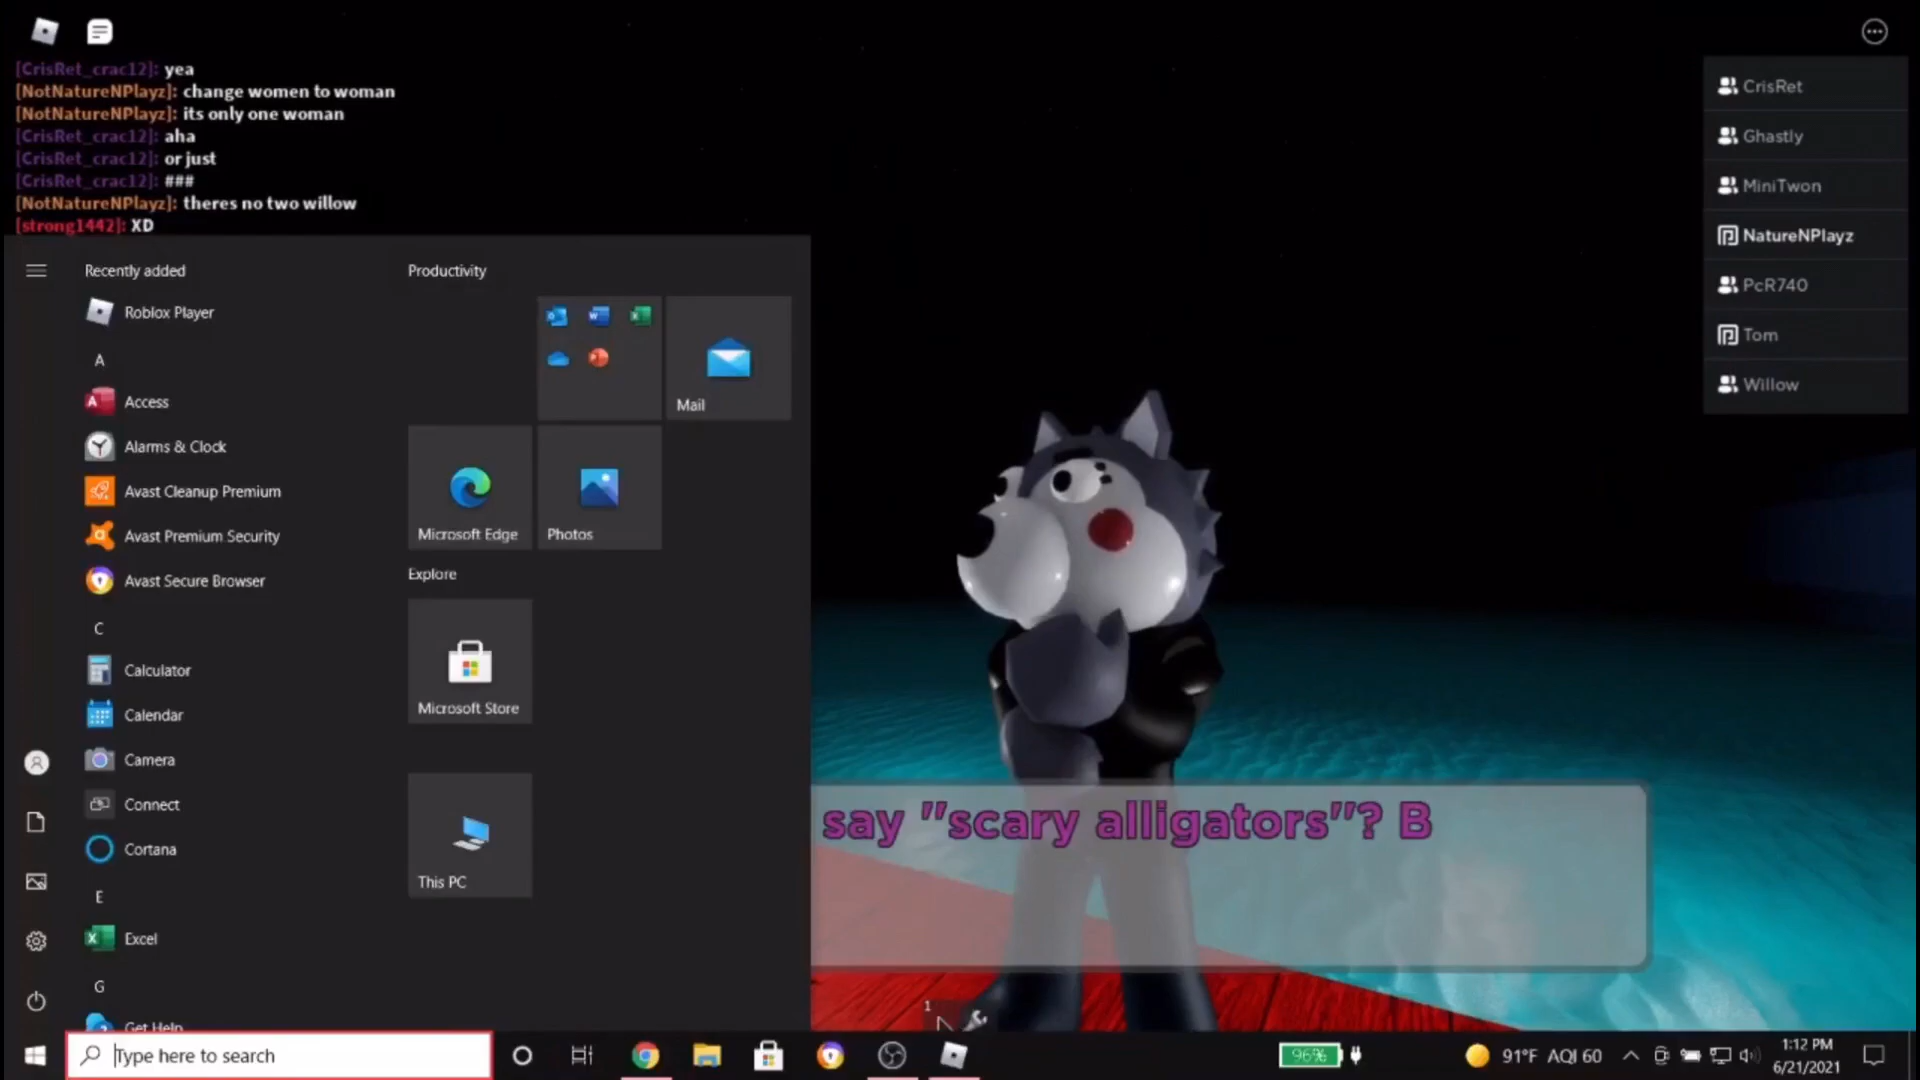 [CrisRet_crac12]: yea
[NotNatureNPlayz]: change women to woman
[NotNatureNPlayz]: its only one woman
[CrisRet_crac12]: aha
[CrisRet_crac12]: or just
[CrisRet_crac12]: ###
[NotNatureNPlayz]: theres no two willow
[strong1442]: XD
CrisRet
Ghastly
MiniTwon
NatureNPlayz
PcR740
Tom
Willow
Recently added
Roblox Player
A
Access
Alarms & Clock
Avast Cleanup Premium
Avast Premium Security
Avast Secure Browser
C
Calculator
Calendar
Camera
Connect
Cortana
E
Excel
G
Get Help
Productivity
Mail
Microsoft Edge
Photos
Explore
Microsoft Store
This PC
say "scary alligators"? B
1
Type here to search
96%
91°F AQI 60
1:12 PM
6/21/2021